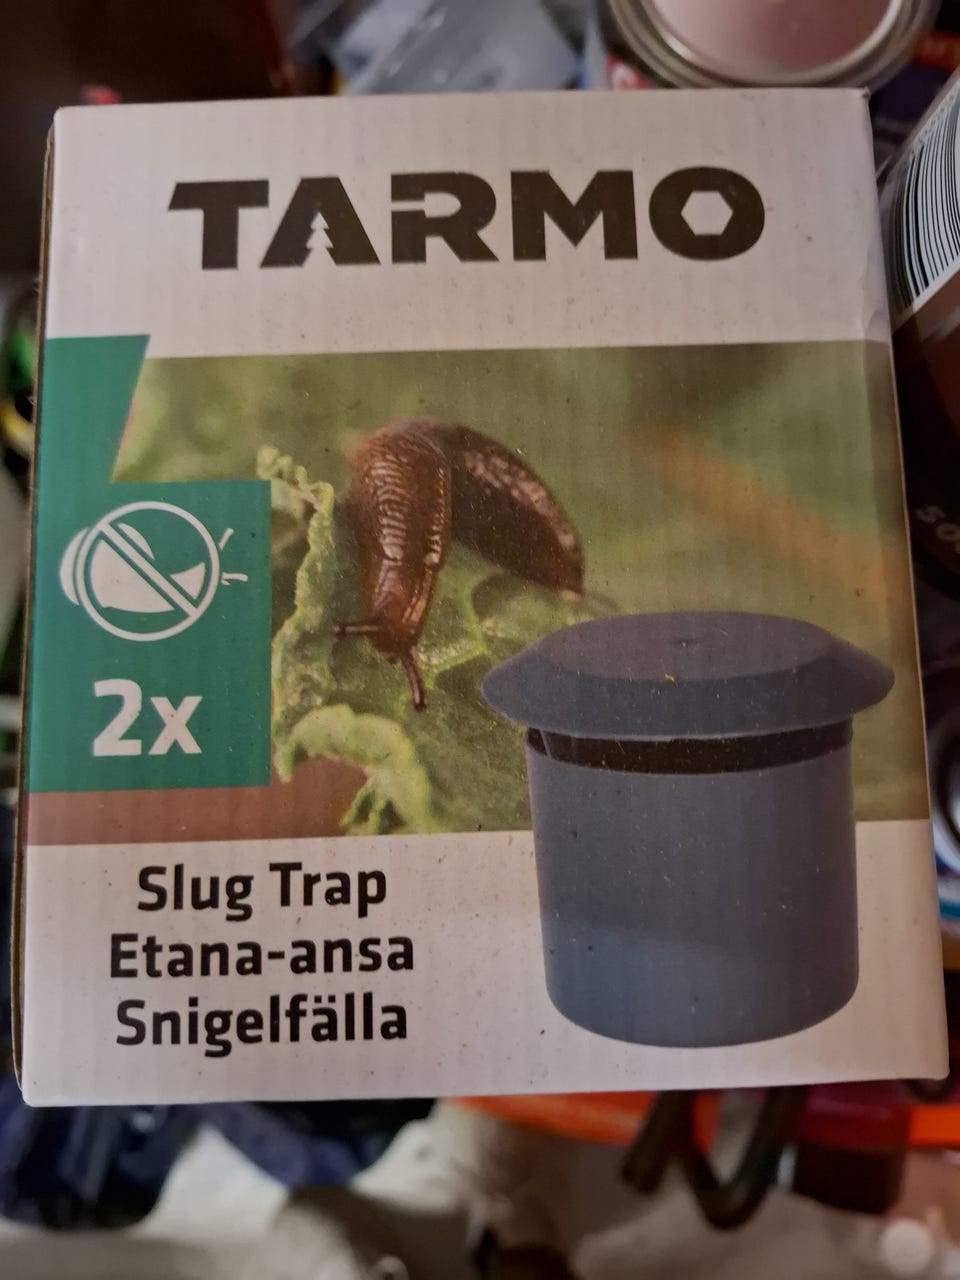 TARMO
2x
Slug Trap
Etana-ansa
Snigelfälla